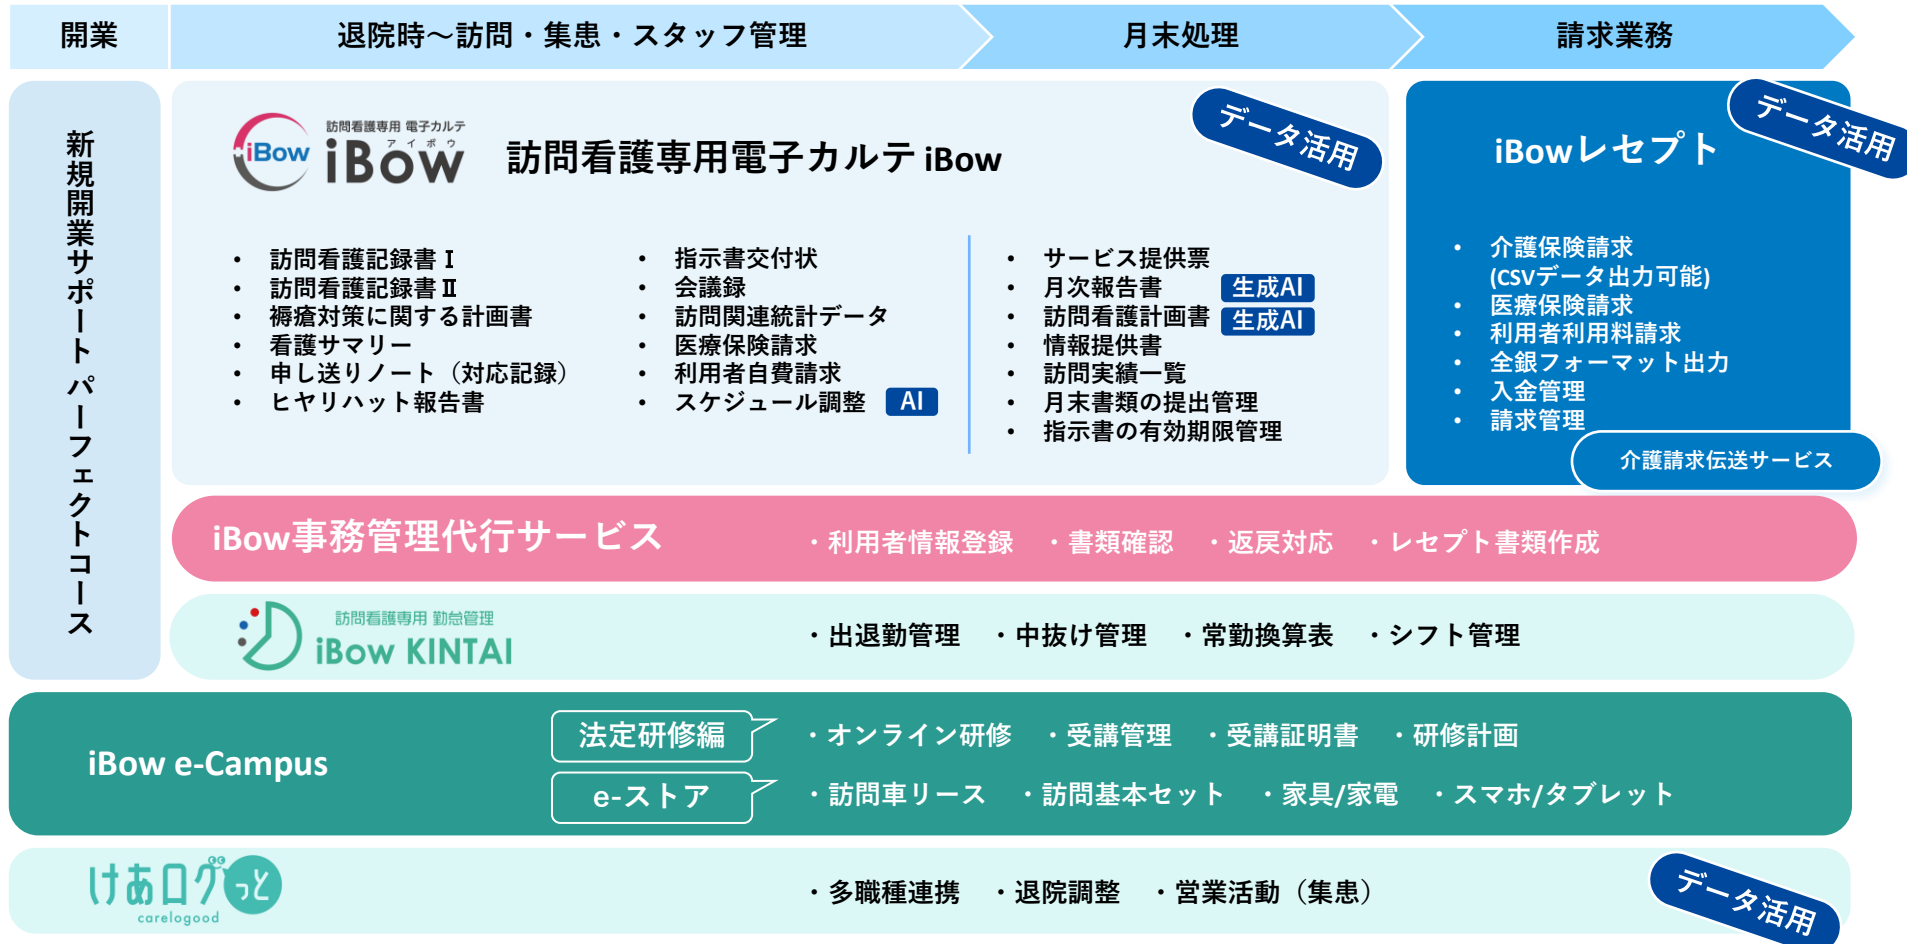 開業
退院時～訪問・集患・スタッフ管理
月末処理
請求業務
新規開業サポート パーフェクトコース
iBow
訪問看護専用 電子カルテ
アイボウ
iBow
訪問看護専用電子カルテ iBow
データ活用
• 訪問看護記録書Ⅰ
• 訪問看護記録書Ⅱ
• 褥瘡対策に関する計画書
• 看護サマリー
• 申し送りノート（対応記録）
• ヒヤリハット報告書
• 指示書交付状
• 会議録
• 訪問関連統計データ
• 医療保険請求
• 利用者自費請求
• スケジュール調整 AI
• サービス提供票
• 月次報告書 生成AI
• 訪問看護計画書 生成AI
• 情報提供書
• 訪問実績一覧
• 月末書類の提出管理
• 指示書の有効期限管理
データ活用
iBowレセプト
• 介護保険請求
(CSVデータ出力可能)
• 医療保険請求
• 利用者利用料請求
• 全銀フォーマット出力
• 入金管理
• 請求管理
介護請求伝送サービス
iBow事務管理代行サービス
・利用者情報登録 ・書類確認 ・返戻対応 ・レセプト書類作成
訪問看護専用 勤怠管理
iBow KINTAI
・出退勤管理 ・中抜け管理 ・常勤換算表 ・シフト管理
iBow e-Campus
法定研修編
・オンライン研修 ・受講管理 ・受講証明書 ・研修計画
e-ストア
・訪問車リース ・訪問基本セット ・家具/家電 ・スマホ/タブレット
けあログっと
carelogood
・多職種連携 ・退院調整 ・営業活動（集患）
データ活用